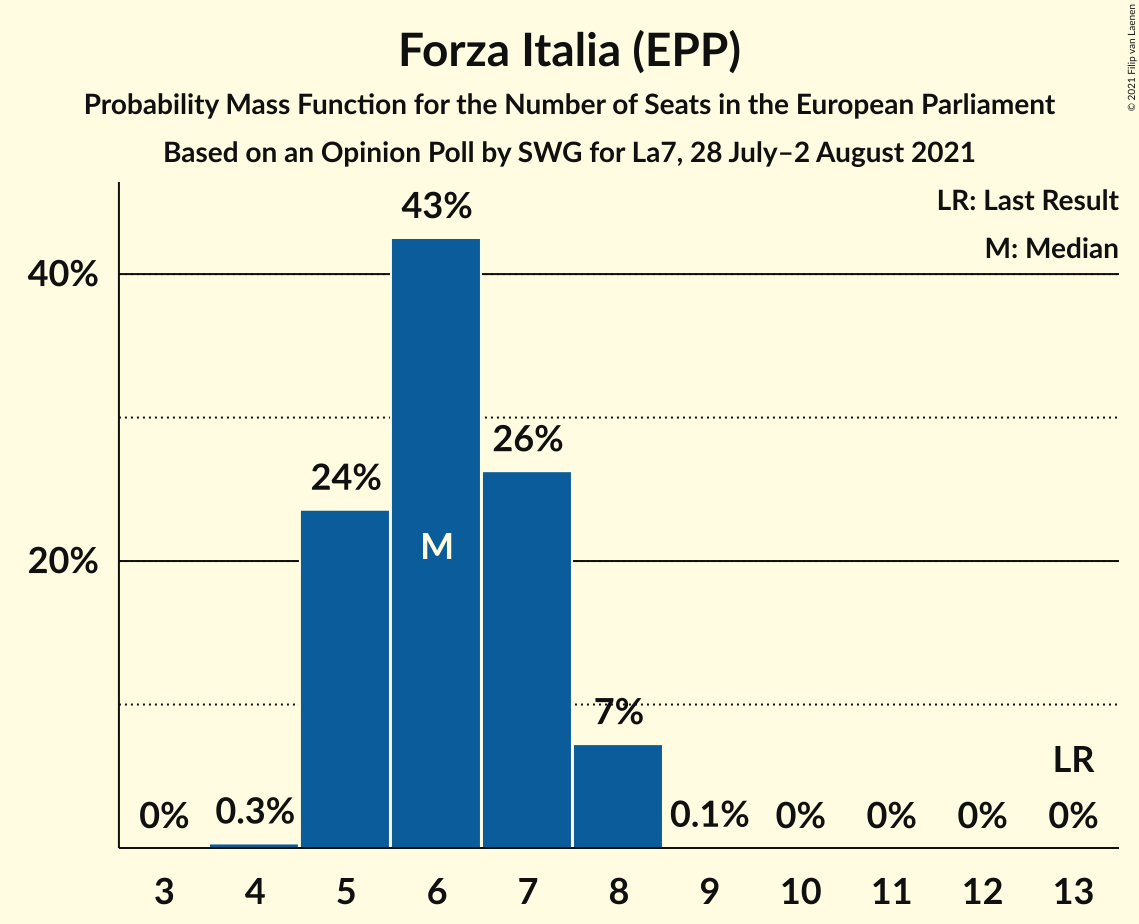 Forza Italia (EPP)
Probability Mass Function for the Number of Seats in the European Parliament
Based on an Opinion Poll by SWG for La7, 28 July–2 August 2021
© 2021 Filip van Laenen
LR: Last Result
M: Median
43%
40%
26%
24%
M
20%
7%
LR
0% 0.3% 0.1% 0% 0% 0% 0%
3 4 5 6 7 8 9 10 11 12 13